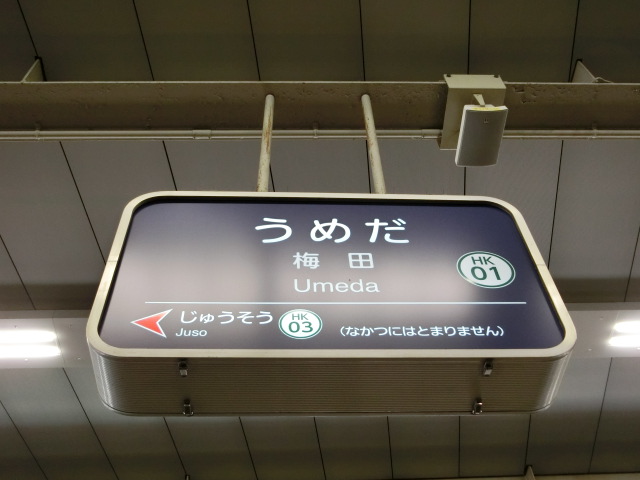 うめだ
梅田
Umeda
HK
01
じゅうそう
Juso
HK
03
(なかつにはとまりません)